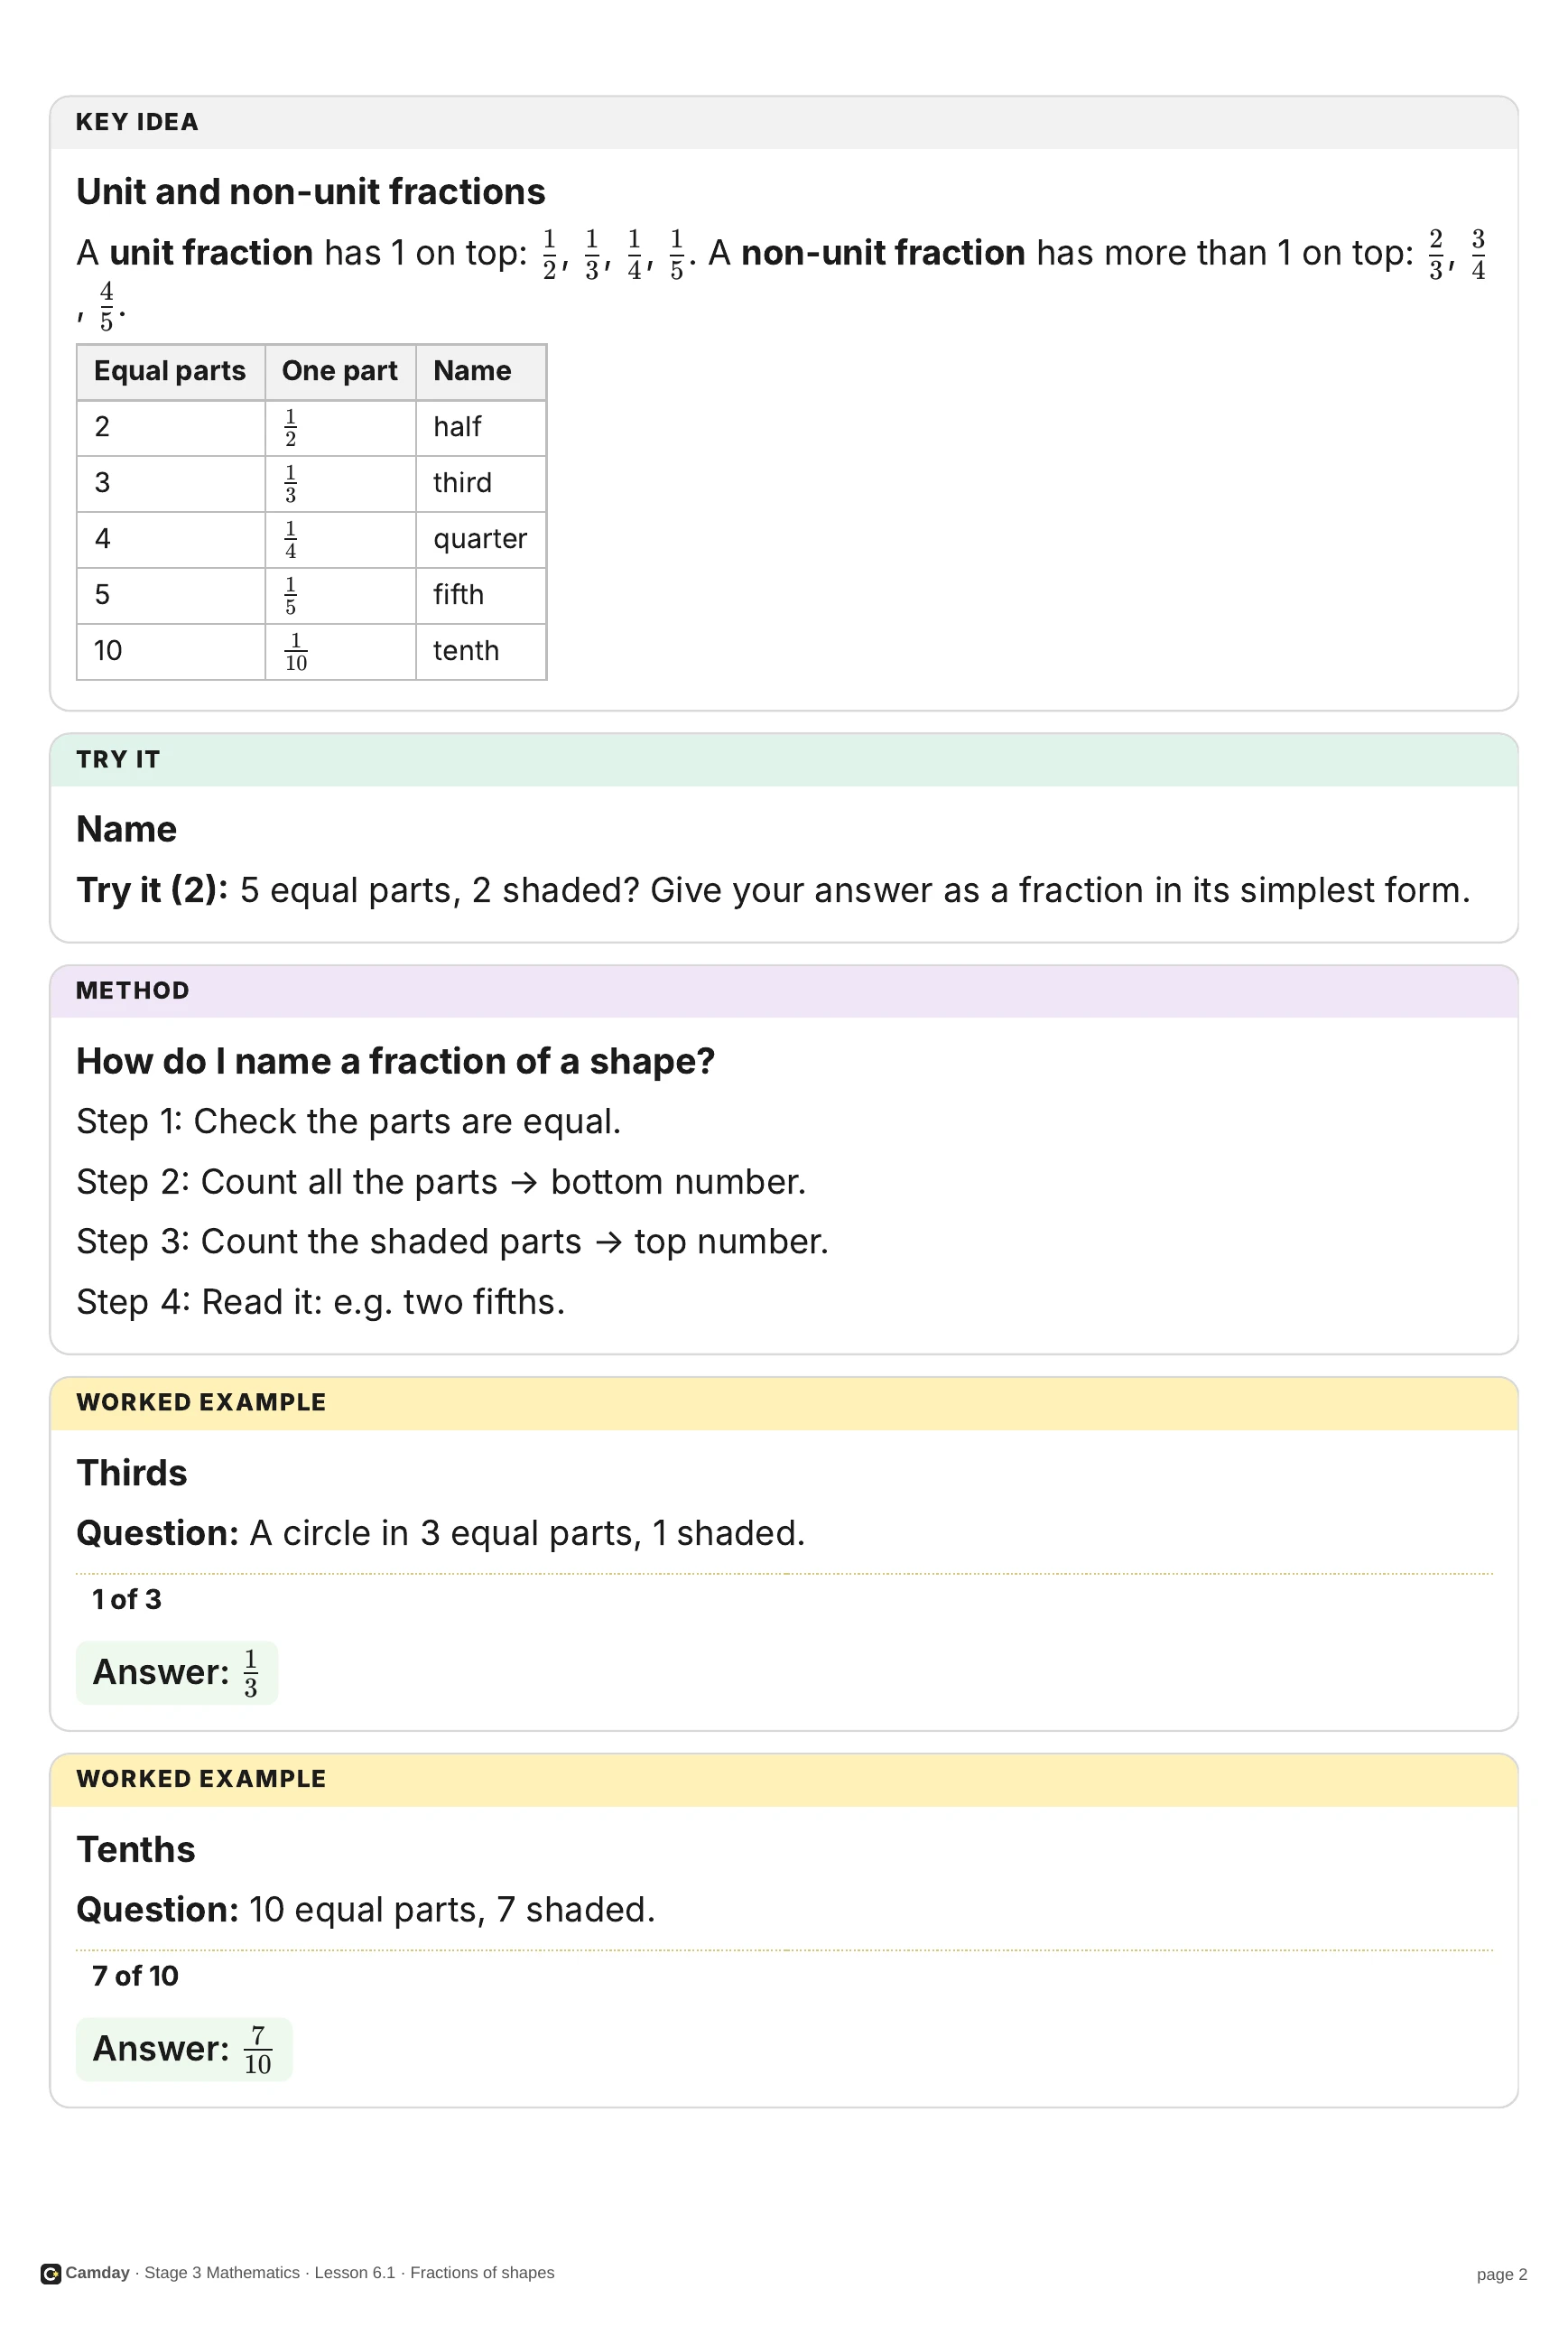 KEY IDEA
Unit and non-unit fractions
A unit fraction has 1 on top: 1/2, 1/3, 1/4, 1/5. A non-unit fraction has more than 1 on top: 2/3, 3/4
, 4/5.
Equal parts One part Name
2 1/2 half
3 1/3 third
4 1/4 quarter
5 1/5 fifth
10 1/10 tenth
TRY IT
Name
Try it (2): 5 equal parts, 2 shaded? Give your answer as a fraction in its simplest form.
METHOD
How do I name a fraction of a shape?
Step 1: Check the parts are equal.
Step 2: Count all the parts → bottom number.
Step 3: Count the shaded parts → top number.
Step 4: Read it: e.g. two fifths.
WORKED EXAMPLE
Thirds
Question: A circle in 3 equal parts, 1 shaded.
1 of 3
Answer: 1/3
WORKED EXAMPLE
Tenths
Question: 10 equal parts, 7 shaded.
7 of 10
Answer: 7/10
Camday · Stage 3 Mathematics · Lesson 6.1 · Fractions of shapes
page 2